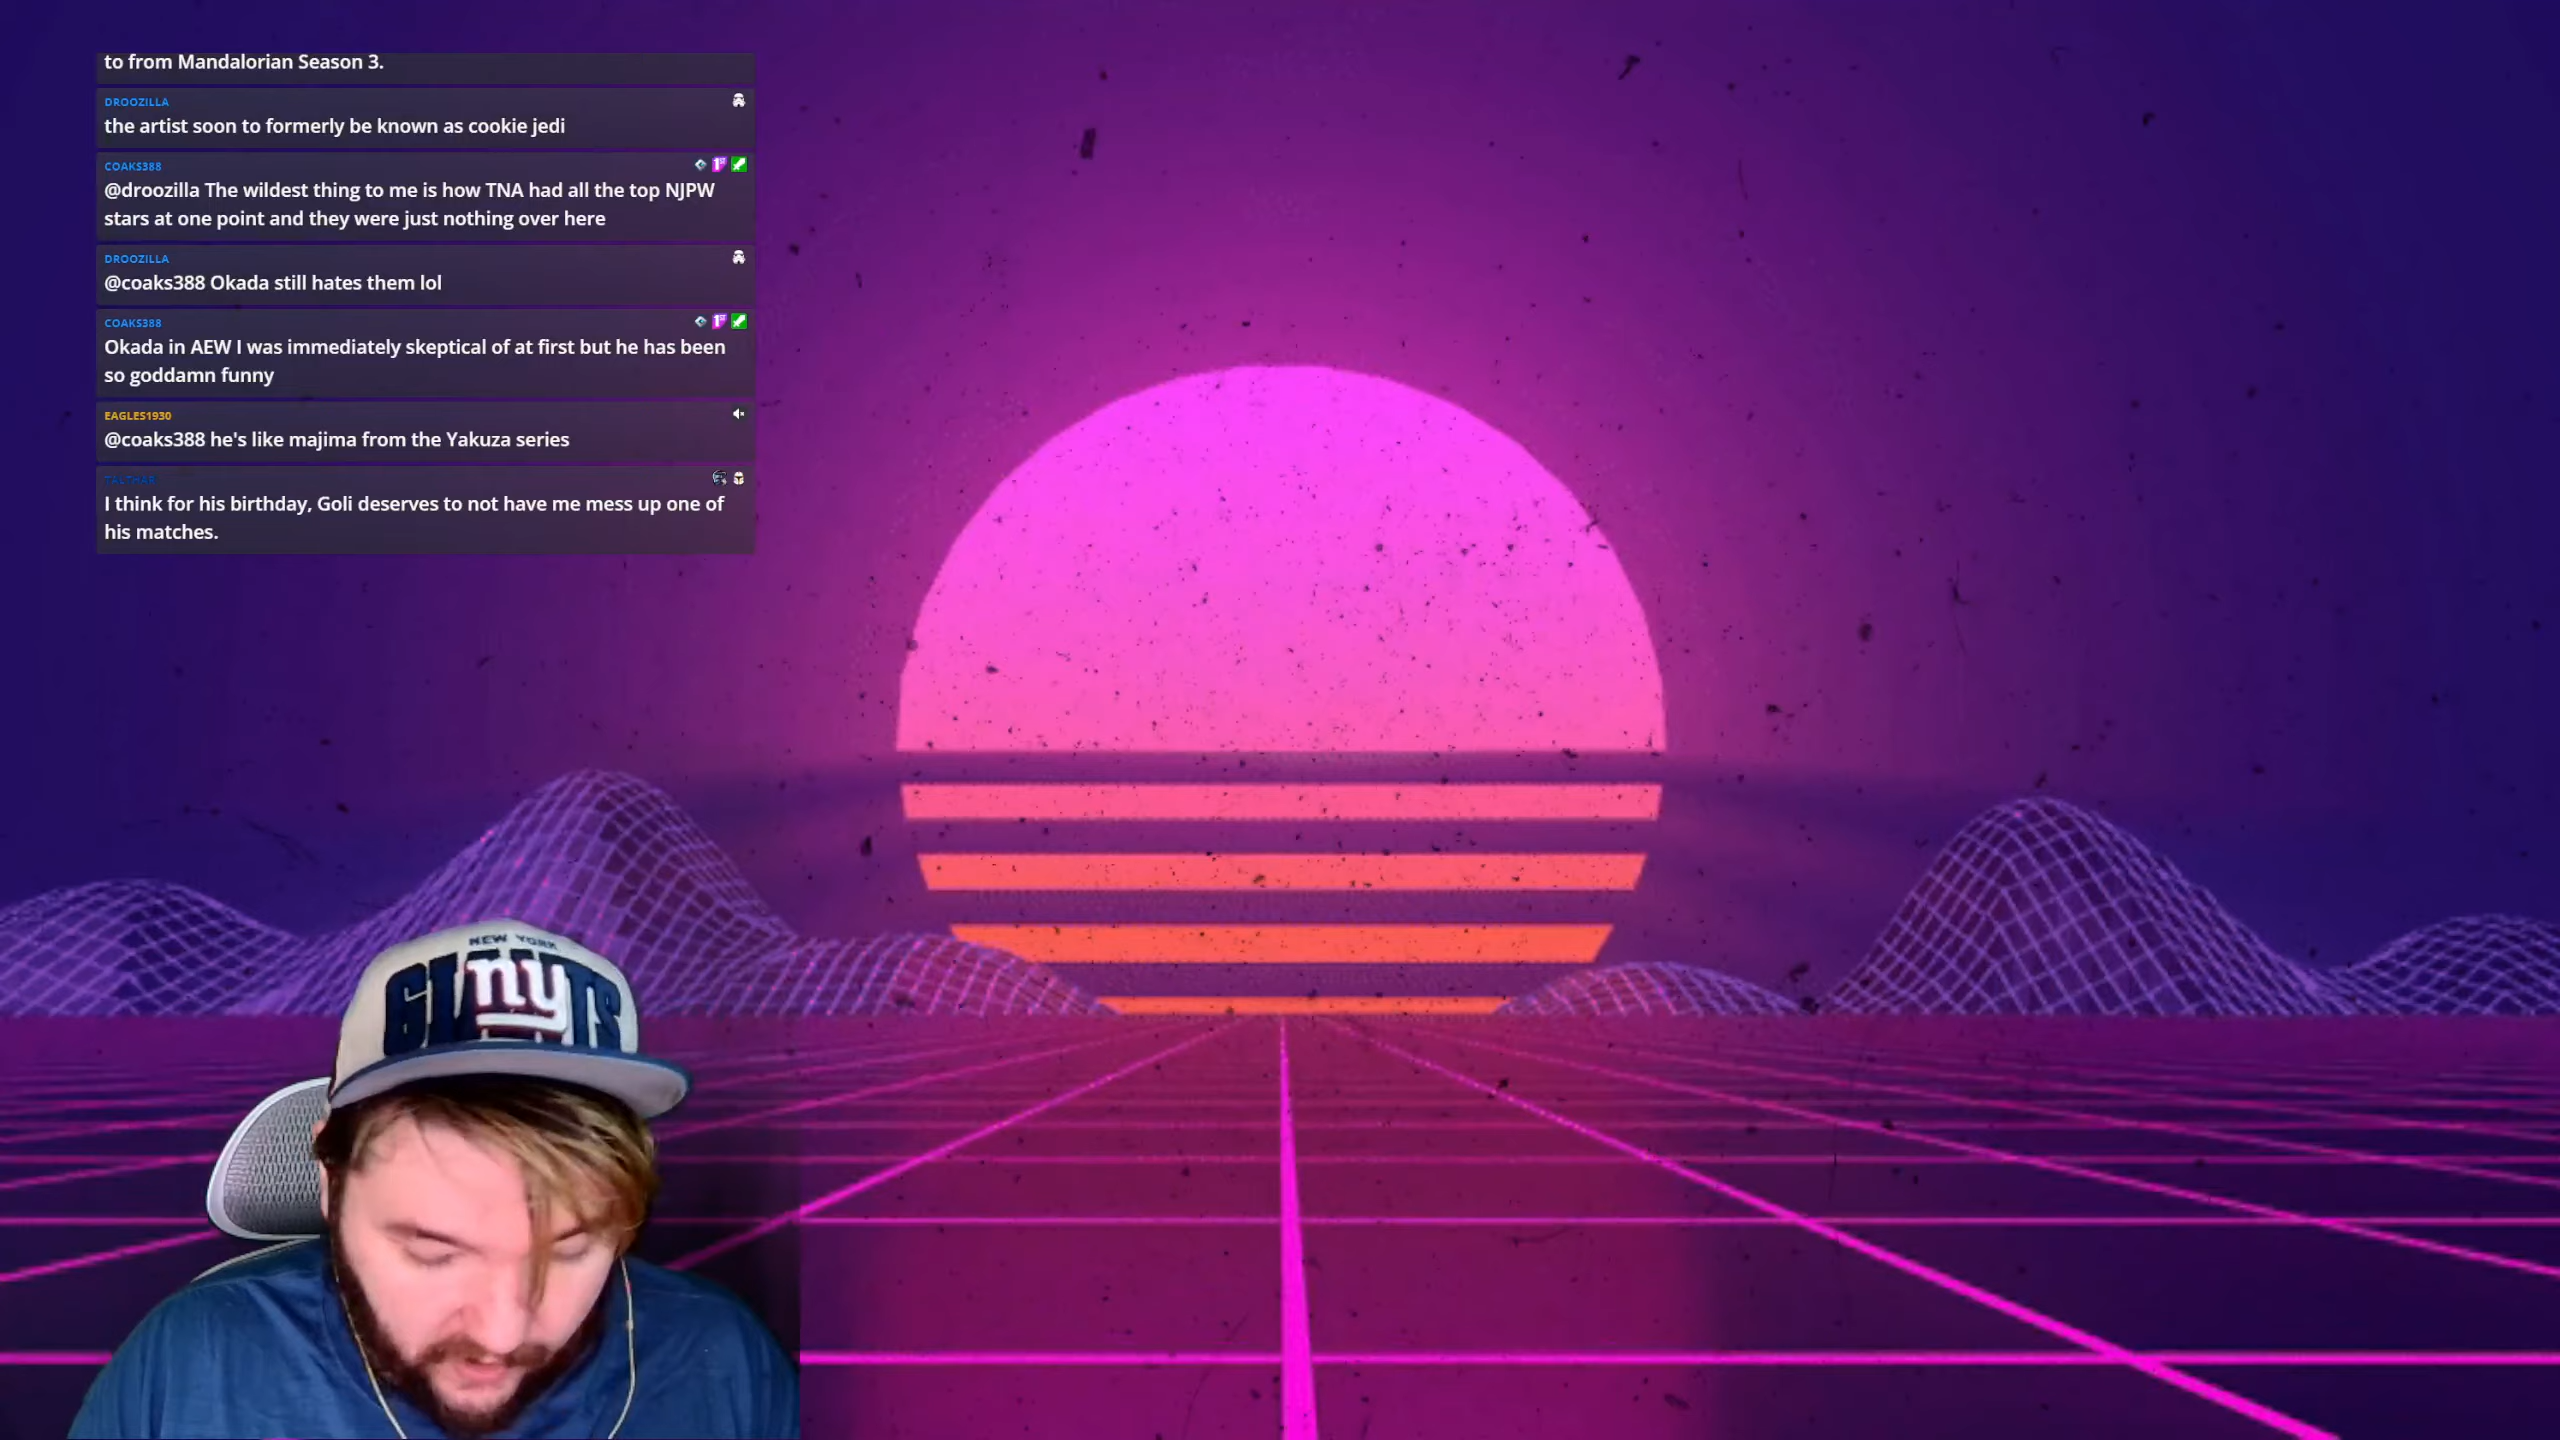 to from Mandalorian Season 3.
DROOZILLA
the artist soon to formerly be known as cookie jedi
COAKS388
@droozilla The wildest thing to me is how TNA had all the top NJPW
stars at one point and they were just nothing over here
DROOZILLA
@coaks388 Okada still hates them lol
COAKS388
Okada in AEW I was immediately skeptical of at first but he has been
so goddamn funny
EAGLES1930
@coaks388 he's like majima from the Yakuza series
I think for his birthday, Goli deserves to not have me mess up one of
his matches.
NEW YORK
GIANTS
ny